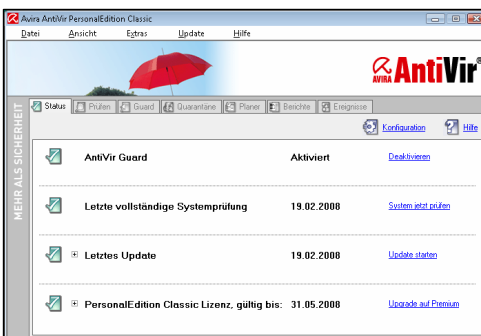 Avira AntiVir PersonalEdition Classic
Datei Ansicht Extras Update Hilfe
AVIRA AntiVir®
Status Prüfen Guard Quarantäne Planer Berichte Ereignisse
Konfiguration Hilfe
MEHR ALS SICHERHEIT
AntiVir Guard Aktiviert Deaktivieren
Letzte vollständige Systemprüfung 19.02.2008 System jetzt prüfen
Letztes Update 19.02.2008 Update starten
PersonalEdition Classic Lizenz, gültig bis: 31.05.2008 Upgrade auf Premium